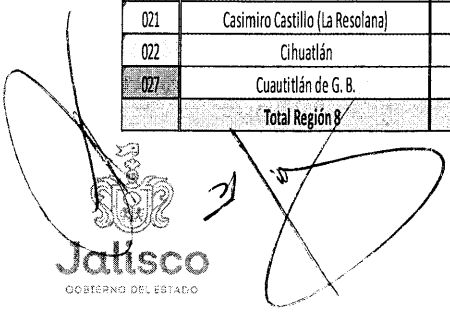 021 Casimiro Castillo (La Resolana)
022 Cihuatlán
027 Cuautitlán de G. B.
Total Región 8
Jalisco
GOBIERNO DEL ESTADO